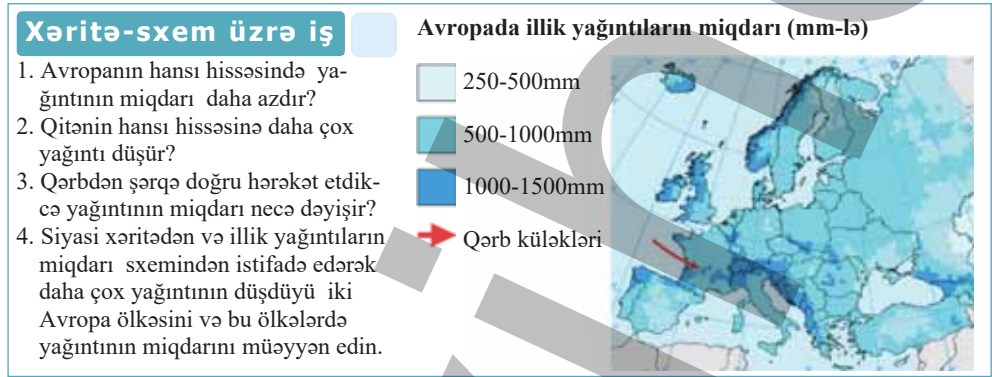 Xəritə-sxem üzrə iş
1. Avropanın hansı hissəsində ya-
ğıntının miqdarı daha azdır?
2. Qitənin hansı hissəsinə daha çox
yağıntı düşür?
3. Qərbdən şərqə doğru hərəkət etdik-
cə yağıntının miqdarı necə dəyişir?
4. Siyasi xəritədən və illik yağıntıların
miqdarı sxemindən istifadə edərək
daha çox yağıntının düşdüyü iki
Avropa ölkəsini və bu ölkələrdə
yağıntının miqdarını müəyyən edin.
Avropada illik yağıntıların miqdarı (mm-lə)
250-500mm
500-1000mm
1000-1500mm
Qərb küləkləri